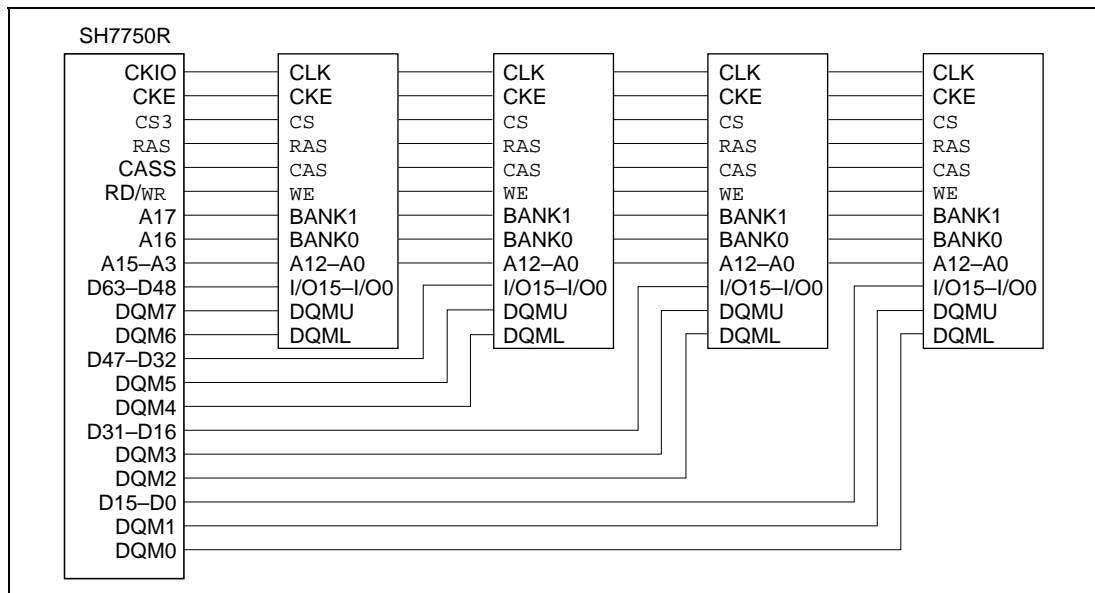 SH7750R
CKIO CLK CLK CLK CLK
CKE CKE CKE CKE CKE
CS3 CS CS CS CS
RAS RAS RAS RAS RAS
CASS CAS CAS CAS CAS
RD/WR WE WE WE WE
A17 BANK1 BANK1 BANK1 BANK1
A16 BANK0 BANK0 BANK0 BANK0
A15–A3 A12–A0 A12–A0 A12–A0 A12–A0
D63–D48 I/O15–I/O0 I/O15–I/O0 I/O15–I/O0 I/O15–I/O0
DQM7 DQMU DQMU DQMU DQMU
DQM6 DQML DQML DQML DQML
D47–D32
DQM5
DQM4
D31–D16
DQM3
DQM2
D15–D0
DQM1
DQM0